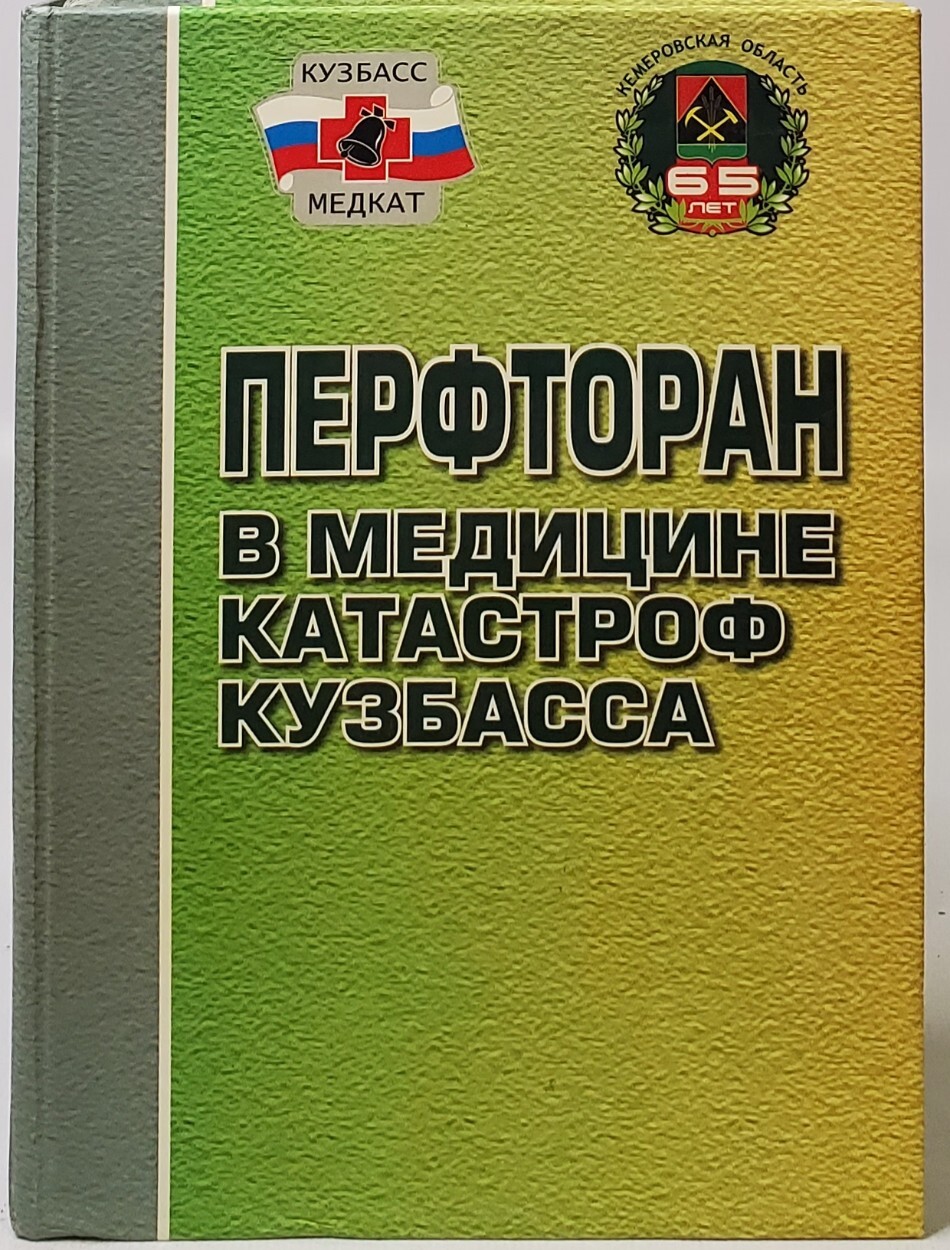 КУЗБАСС
МЕДКАТ
КЕМЕРОВСКАЯ ОБЛАСТЬ
65
ЛЕТ
ПЕРФТОРАН
В МЕДИЦИНЕ
КАТАСТРОФ
КУЗБАССА